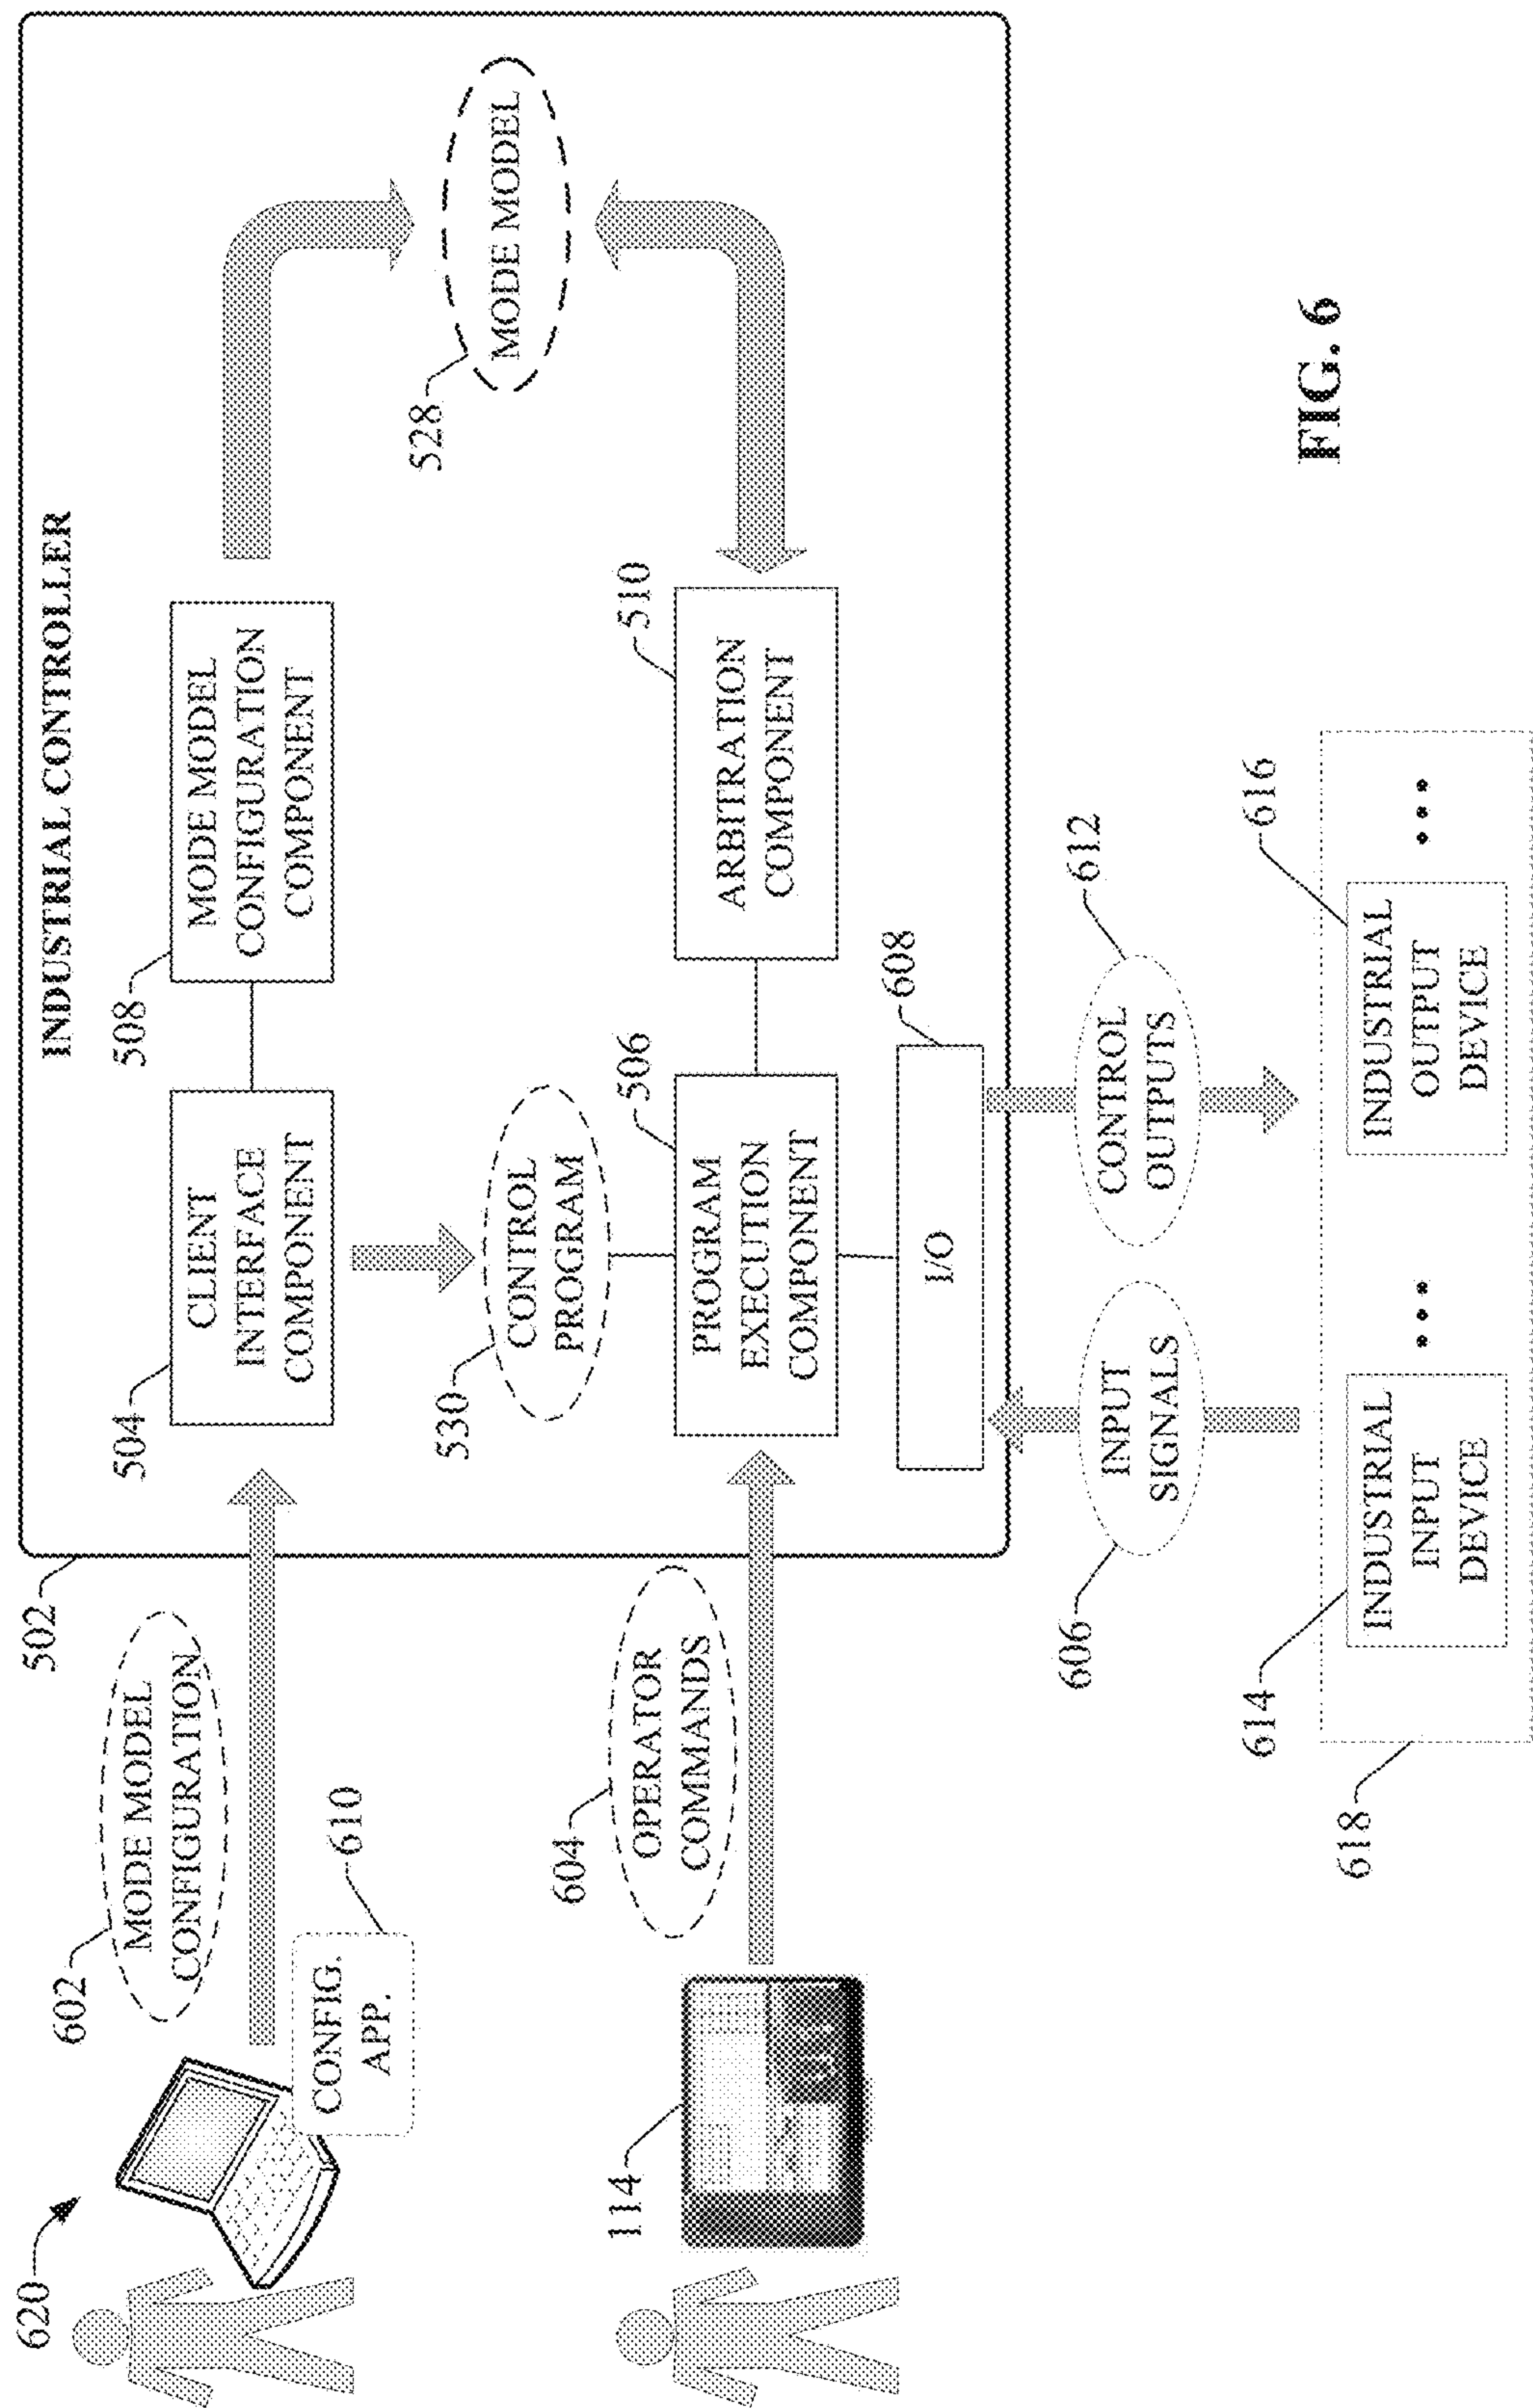 INDUSTRIAL CONTROLLER
502
620
602
MODE MODEL
CONFIGURATION
CONFIG.
APP.
610
504
CLIENT
INTERFACE
COMPONENT
508
MODE MODEL
CONFIGURATION
COMPONENT
528
MODE MODEL
530
CONTROL
PROGRAM
114
604
OPERATOR
COMMANDS
506
PROGRAM
EXECUTION
COMPONENT
510
ARBITRATION
COMPONENT
608
I/O
606
INPUT
SIGNALS
612
CONTROL
OUTPUTS
618
614
INDUSTRIAL
INPUT
DEVICE
•••
616
INDUSTRIAL
OUTPUT
DEVICE
•••
FIG. 6